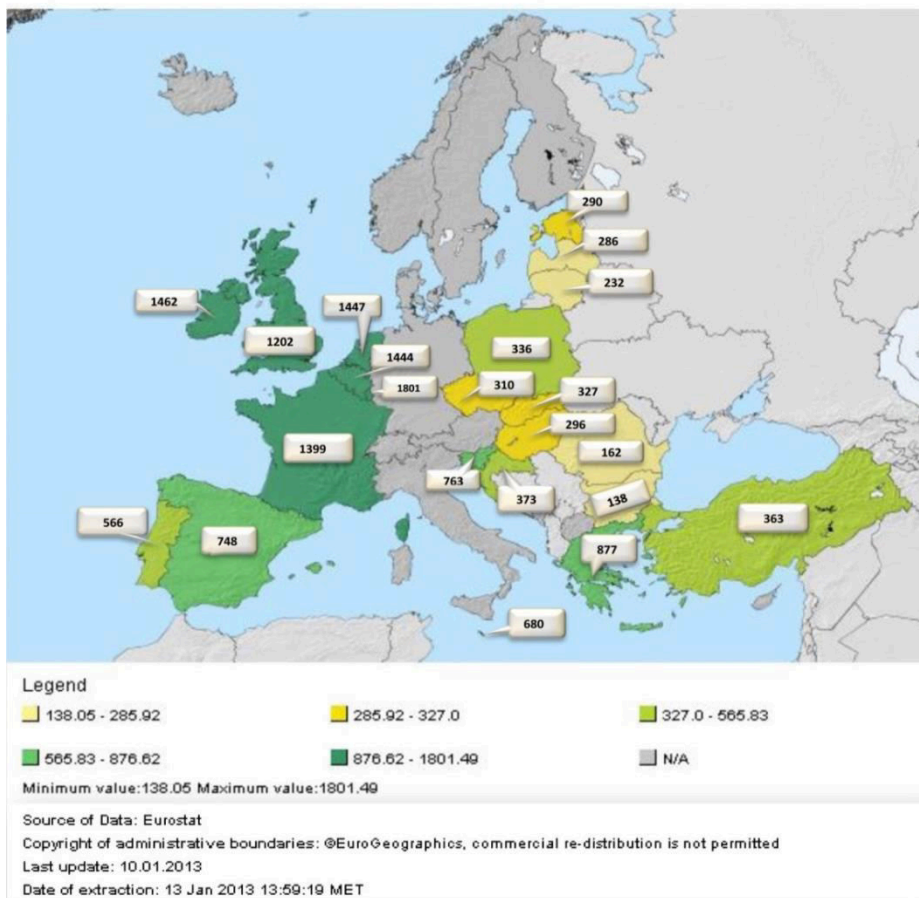 290
286
232
1462
1447
1202
336
1444
310
1801
327
296
1399
162
763
373
138
566
748
877
363
680
Legend
138.05 - 285.92
285.92 - 327.0
327.0 - 565.83
565.83 - 876.62
876.62 - 1801.49
N/A
Minimum value:138.05 Maximum value:1801.49
Source of Data: Eurostat
Copyright of administrative boundaries: ©EuroGeographics, commercial re-distribution is not permitted
Last update: 10.01.2013
Date of extraction: 13 Jan 2013 13:59:19 MET